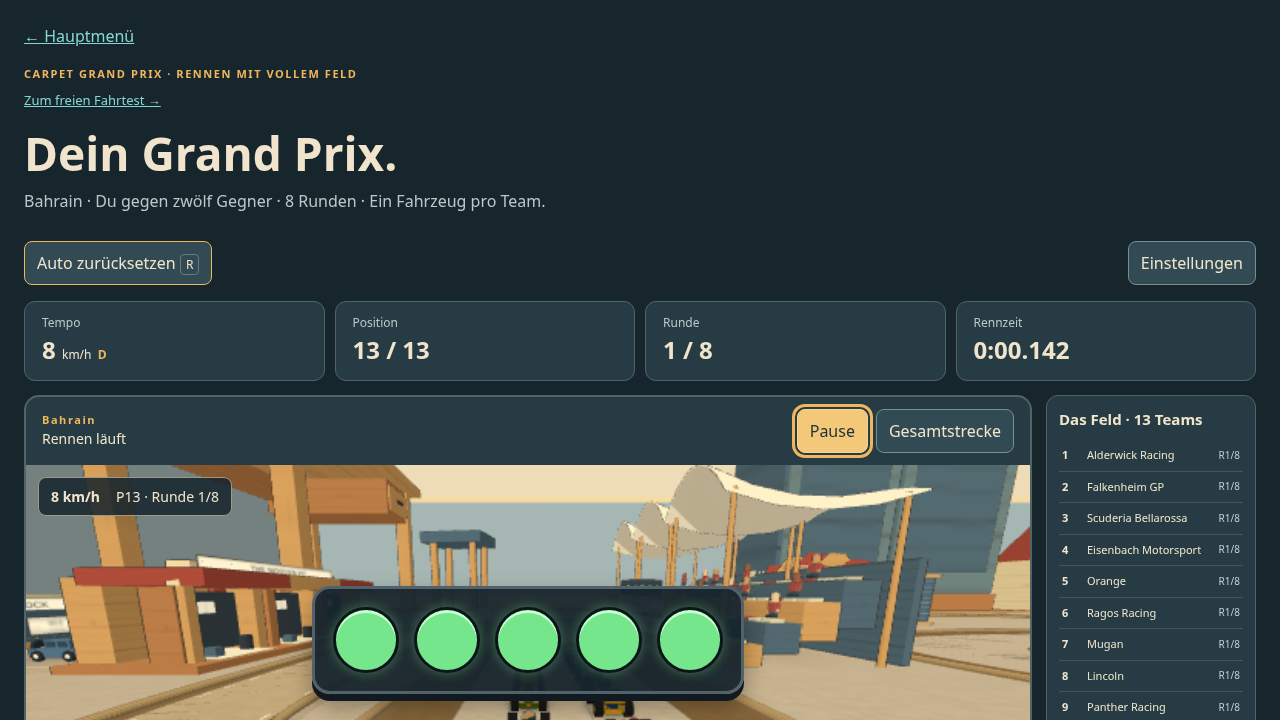 ← Hauptmenü
CARPET GRAND PRIX · RENNEN MIT VOLLEM FELD
Zum freien Fahrtest →
Dein Grand Prix.
Bahrain · Du gegen zwölf Gegner · 8 Runden · Ein Fahrzeug pro Team.
Auto zurücksetzen R
Einstellungen
Tempo
8 km/h D
Position
13 / 13
Runde
1 / 8
Rennzeit
0:00.142
Bahrain
Rennen läuft
Pause
Gesamtstrecke
8 km/h P13 · Runde 1/8
Das Feld · 13 Teams
1 Alderwick Racing R1/8
2 Falkenheim GP R1/8
3 Scuderia Bellarossa R1/8
4 Eisenbach Motorsport R1/8
5 Orange R1/8
6 Ragos Racing R1/8
7 Mugan R1/8
8 Lincoln R1/8
9 Panther Racing R1/8